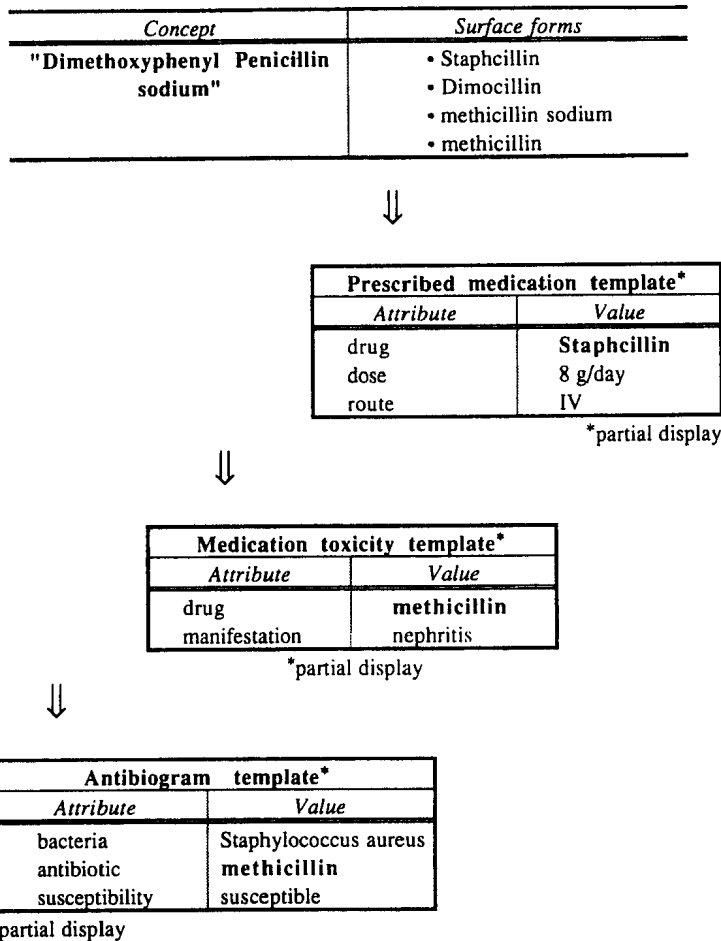 Concept Surface forms
"Dimethoxyphenyl Penicillin • Staphcillin
sodium" • Dimocillin
• methicillin sodium
• methicillin
⇓
Prescribed medication template*
Attribute Value
drug Staphcillin
dose 8 g/day
route IV
*partial display
⇓
Medication toxicity template*
Attribute Value
drug methicillin
manifestation nephritis
*partial display
⇓
Antibiogram template*
Attribute Value
bacteria Staphylococcus aureus
antibiotic methicillin
susceptibility susceptible
partial display